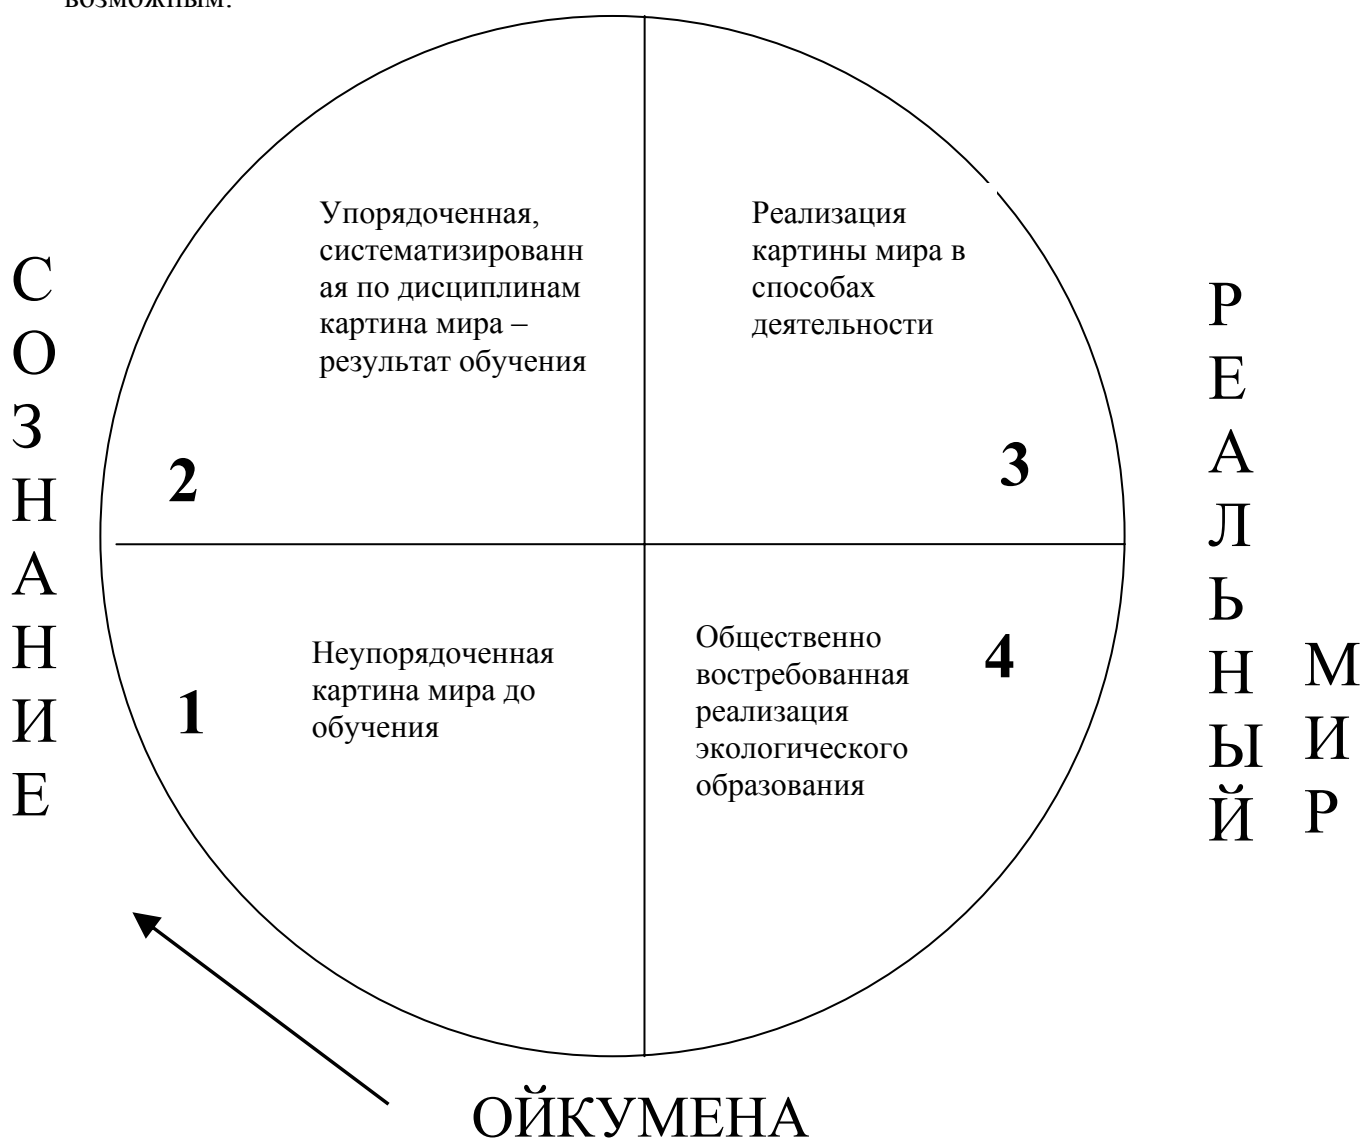 возможным.
Упорядоченная,
систематизированн
ая по дисциплинам
картина мира –
результат обучения
2
Реализация
картины мира в
способах
деятельности
3
Неупорядоченная
картина мира до
обучения
1
Общественно
востребованная
реализация
экологического
образования
4
С
О
З
Н
А
Н
И
Е
Р
Е
А
Л
Ь
Н
Ы
Й
М
И
Р
ОЙКУМЕНА